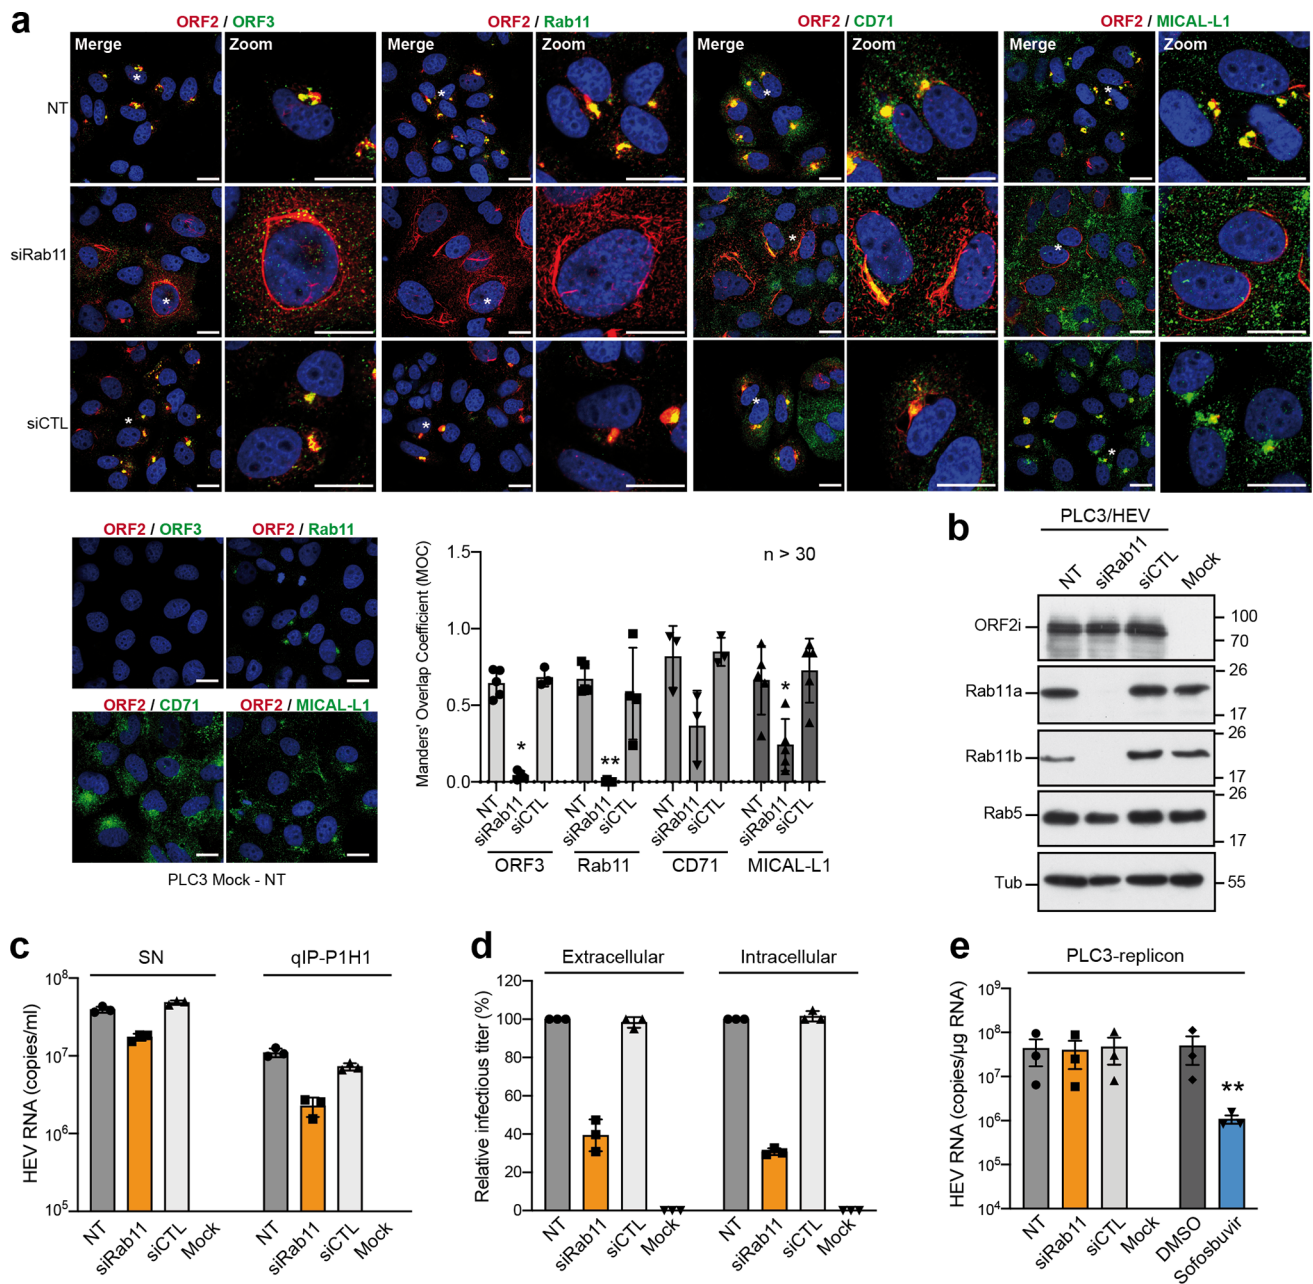 a
ORF2 / ORF3
ORF2 / Rab11
ORF2 / CD71
ORF2 / MICAL-L1
Merge Zoom Merge Zoom Merge Zoom Merge Zoom
NT
*
*
*
*
siRab11
*
*
*
*
siCTL
*
*
*
*
ORF2 / ORF3
ORF2 / Rab11
ORF2 / CD71
ORF2 / MICAL-L1
PLC3 Mock - NT
Manders' Overlap Coefficient (MOC)
1.5
1.0
0.5
0.0
n > 30
*
**
*
NT siRab11 siCTL NT siRab11 siCTL NT siRab11 siCTL NT siRab11 siCTL
ORF3 Rab11 CD71 MICAL-L1
b
PLC3/HEV
NT siRab11 siCTL Mock
ORF2i
100
70
Rab11a
26
17
Rab11b
26
17
Rab5
26
17
Tub
55
c
SN qIP-P1H1
HEV RNA (copies/ml)
10⁸
10⁷
10⁶
10⁵
NT siRab11 siCTL Mock NT siRab11 siCTL Mock
d
Extracellular Intracellular
Relative infectious titer (%)
120
100
80
60
40
20
0
NT siRab11 siCTL Mock NT siRab11 siCTL Mock
e
PLC3-replicon
HEV RNA (copies/µg RNA)
10⁹
10⁸
10⁷
10⁶
10⁵
10⁴
**
NT siRab11 siCTL Mock DMSO Sofosbuvir